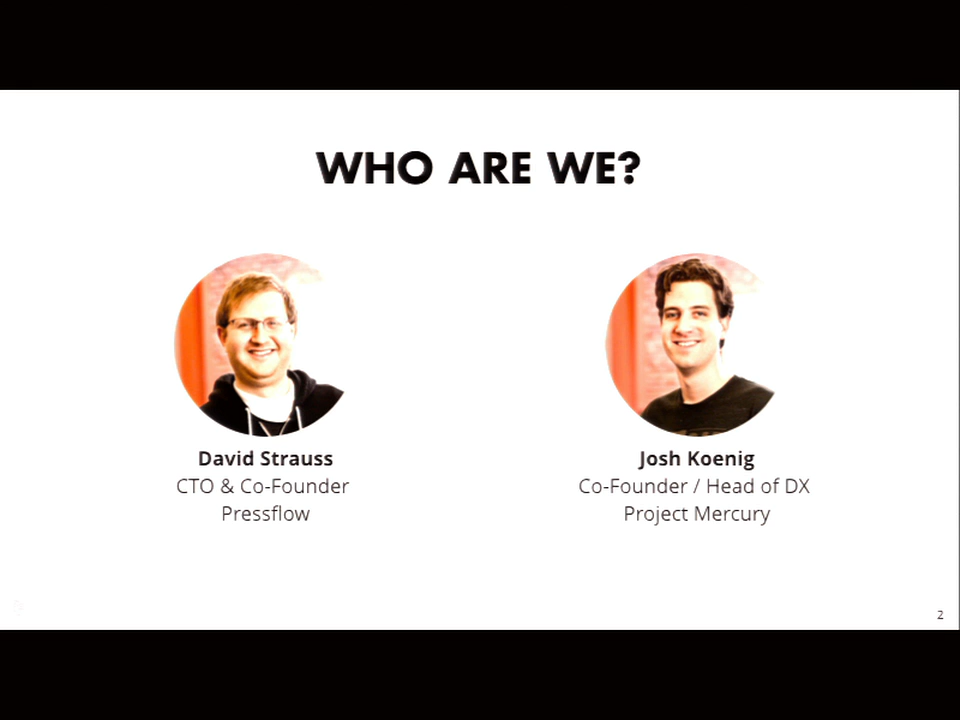 WHO ARE WE?
David Strauss
CTO & Co-Founder
Pressflow
Josh Koenig
Co-Founder / Head of DX
Project Mercury
2